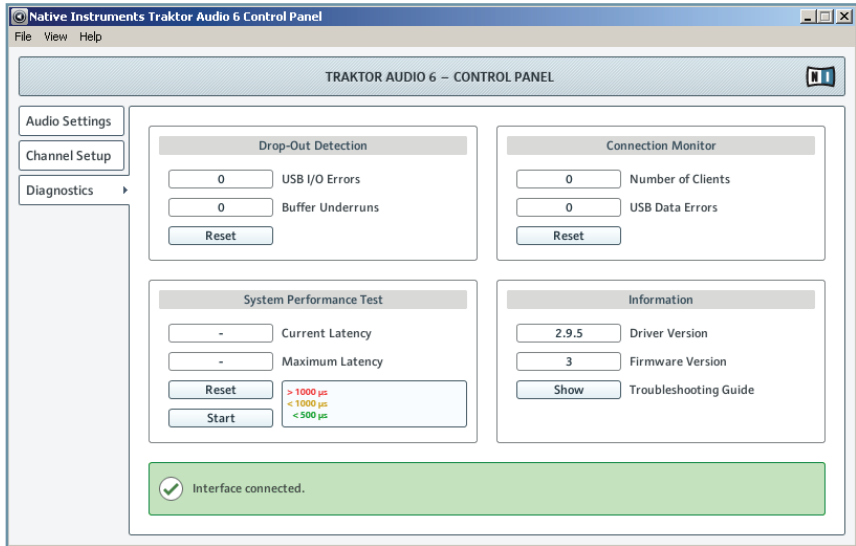 Native Instruments Traktor Audio 6 Control Panel
File View Help
TRAKTOR AUDIO 6 – CONTROL PANEL
NI
Audio Settings
Channel Setup
Diagnostics
Drop-Out Detection
0 USB I/O Errors
0 Buffer Underruns
Reset
Connection Monitor
0 Number of Clients
0 USB Data Errors
Reset
System Performance Test
- Current Latency
- Maximum Latency
Reset
Start
> 1000 µs
< 1000 µs
< 500 µs
Information
2.9.5 Driver Version
3 Firmware Version
Show Troubleshooting Guide
Interface connected.